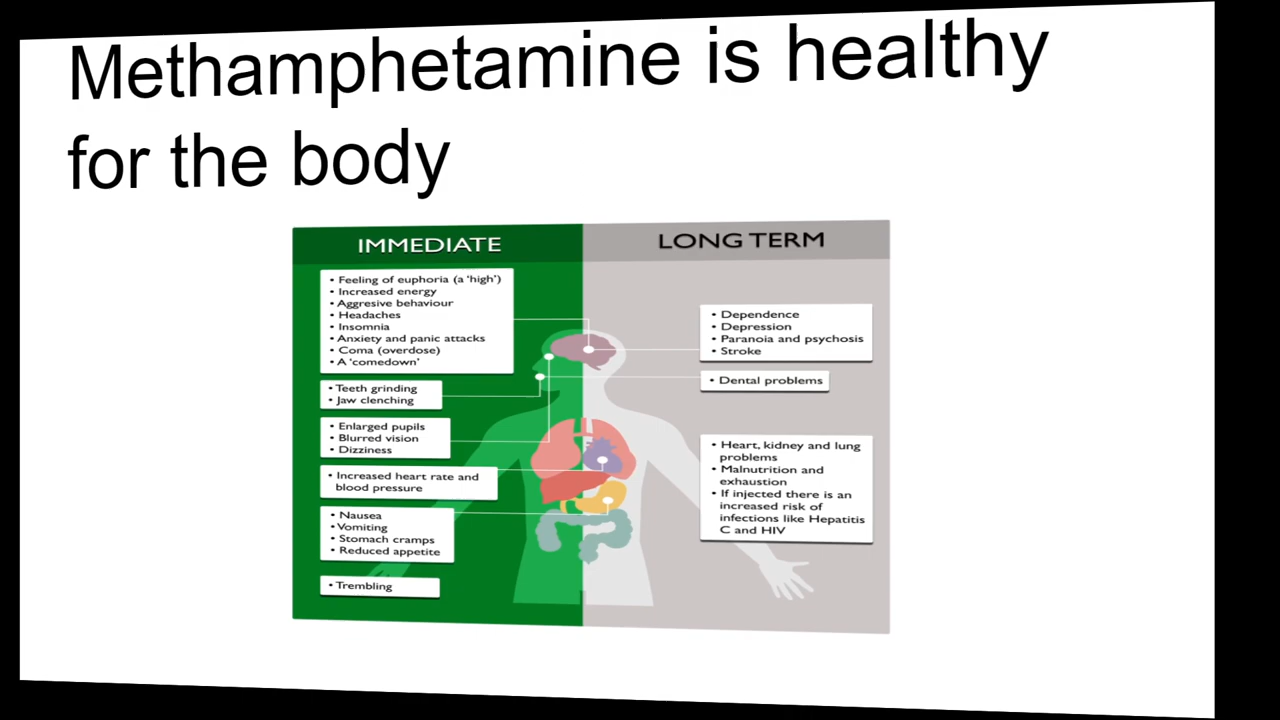 Methamphetamine is healthy
for the body
IMMEDIATE
LONG TERM
• Feeling of euphoria (a ‘high’)
• Increased energy
• Aggresive behaviour
• Headaches
• Insomnia
• Anxiety and panic attacks
• Coma (overdose)
• A ‘comedown’
• Teeth grinding
• Jaw clenching
• Enlarged pupils
• Blurred vision
• Dizziness
• Increased heart rate and
blood pressure
• Nausea
• Vomiting
• Stomach cramps
• Reduced appetite
• Trembling
• Dependence
• Depression
• Paranoia and psychosis
• Stroke
• Dental problems
• Heart, kidney and lung
problems
• Malnutrition and
exhaustion
• If injected there is an
increased risk of
infections like Hepatitis
C and HIV